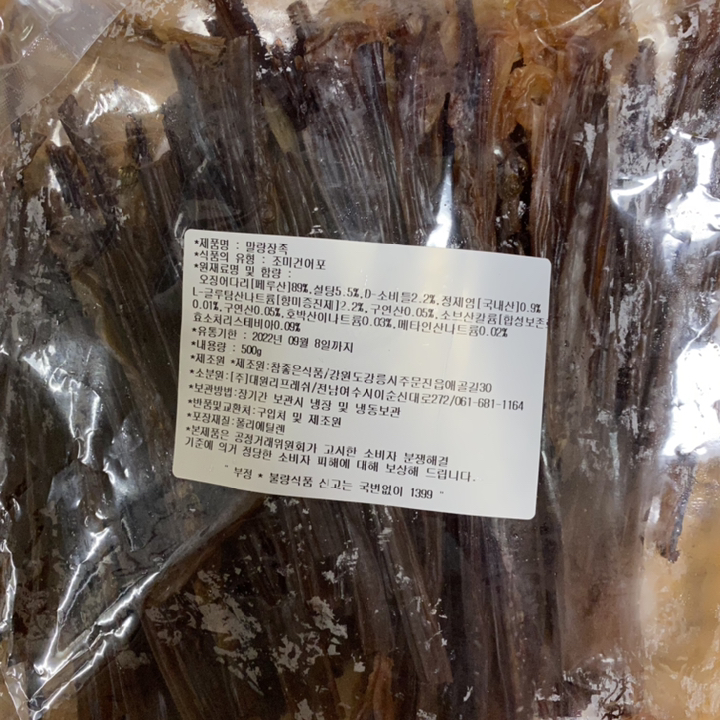 *제품명 : 말랑장족
*식품의 유형 : 조미건어포
*원재료명 및 함량 :
오징어다리[페루산]89%,설탕5.5%,D-소비톨2.2%,정제염[국내산]0.9%
L-글루탐산나트륨[향미증진제]2.2%,구연산0.05%,소브산칼륨[합성보존
0.01%,구연산0.05%,호박산이나트륨0.03%,메타인산나트륨0.02%
효소처리스테비아0.09%
*유통기한 : 2022년 09월 8일까지
*내용량 : 500g
*제조원 *제조원:참좋은식품/강원도강릉시주문진읍애골길30
*소분원:[주]대원리프레쉬/전남여수시이순신대로272/061-681-1164
*보관방법:장기간 보관시 냉장 및 냉동보관
*반품및교환처:구입처 및 제조원
*포장재질:폴리에틸렌
*본제품은 공정거래위원회가 고시한 소비자 분쟁해결
기준에 의거 정당한 소비자 피해에 대해 보상해 드립니다.
" 부정 * 불량식품 신고는 국번없이 1399 "